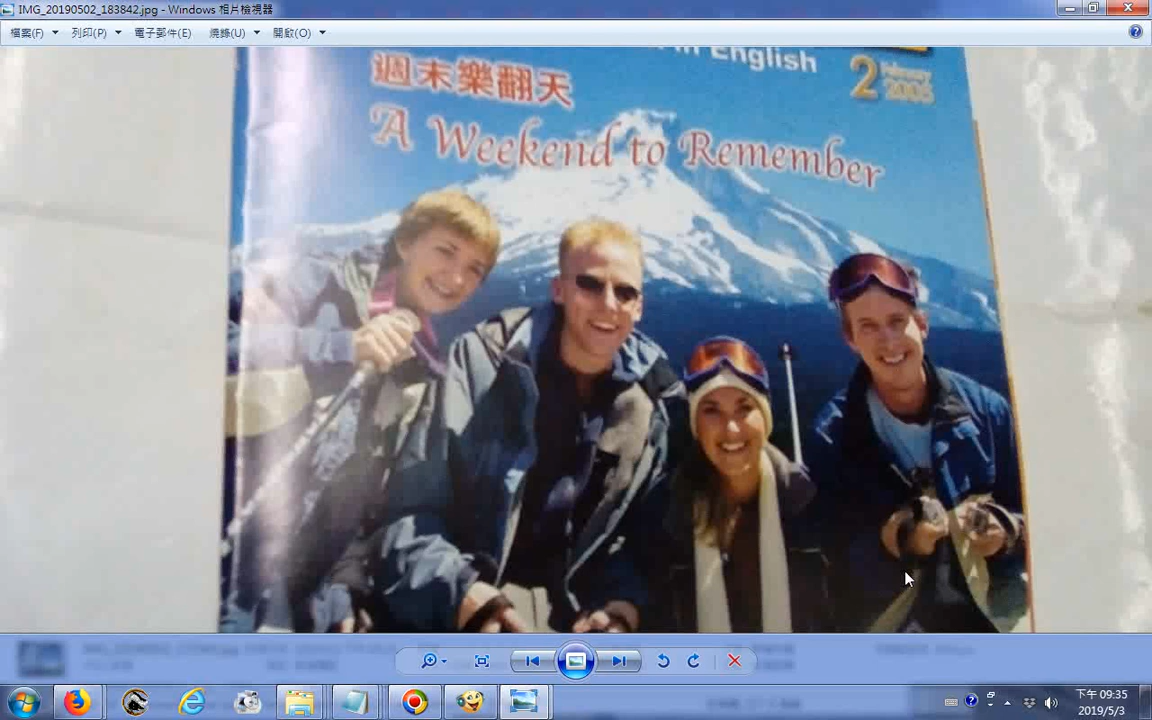 IMG_20190502_183842.jpg - Windows 相片檢視器
檔案(F) 列印(P) 電子郵件(E) 燒錄(U) 開啟(O)
in English
2 February
2005
週末樂翻天
A Weekend to Remember
下午 09:35
2019/5/3